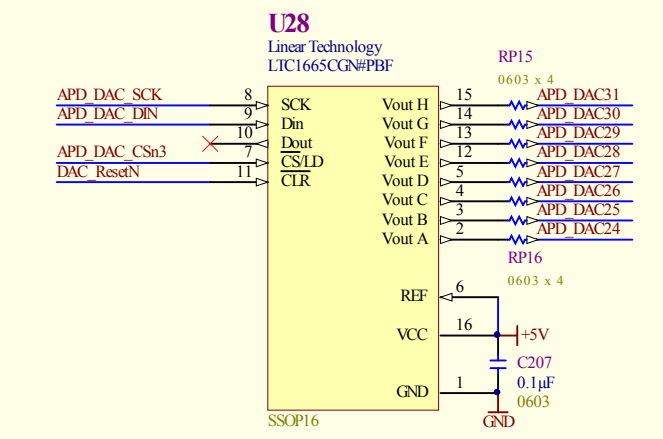 U28
Linear Technology
LTC1665CGN#PBF
RP15
0603 x 4
APD_DAC_SCK 8 SCK Vout H 15 APD_DAC31
APD_DAC_DIN 9 Din Vout G 14 APD_DAC30
10 Dout Vout F 13 APD_DAC29
APD_DAC_CSn3 7 CS/LD Vout E 12 APD_DAC28
DAC_ResetN 11 CLR Vout D 5 APD_DAC27
Vout C 4 APD_DAC26
Vout B 3 APD_DAC25
Vout A 2 APD_DAC24
RP16
0603 x 4
REF 6
VCC 16 +5V
C207
0.1µF
GND 1 0603
SSOP16 GND